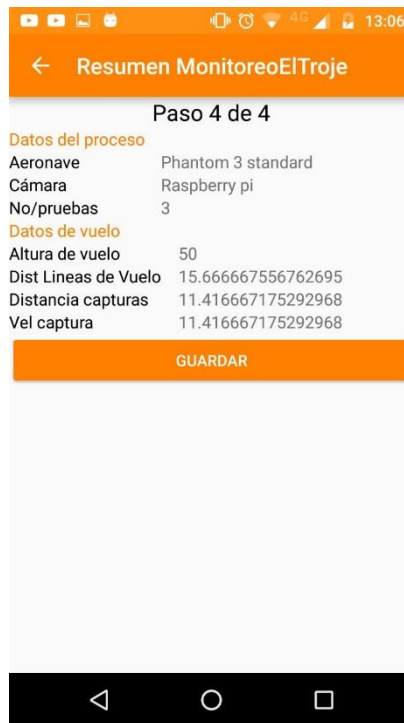 4G 13:06
Resumen MonitoreoElTroje
Paso 4 de 4
Datos del proceso
Aeronave Phantom 3 standard
Cámara Raspberry pi
No/pruebas 3
Datos de vuelo
Altura de vuelo 50
Dist Lineas de Vuelo 15.666667556762695
Distancia capturas 11.416667175292968
Vel captura 11.416667175292968
GUARDAR